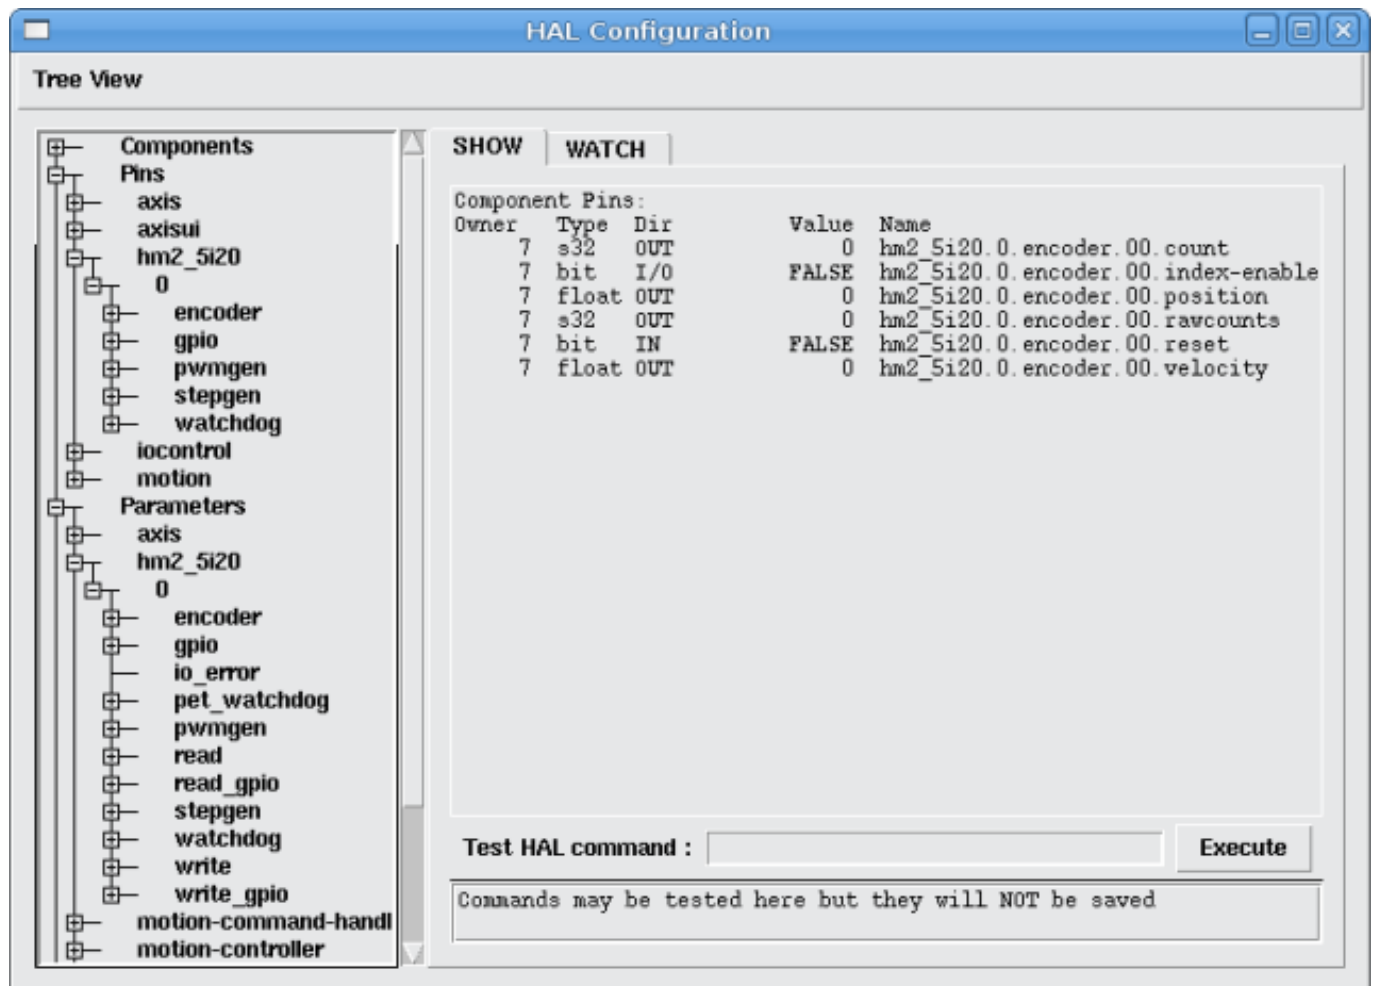 HAL Configuration
Tree View
Components
Pins
axis
axisui
hm2_5i20
0
encoder
gpio
pwmgen
stepgen
watchdog
iocontrol
motion
Parameters
axis
hm2_5i20
0
encoder
gpio
io_error
pet_watchdog
pwmgen
read
read_gpio
stepgen
watchdog
write
write_gpio
motion-command-handl
motion-controller
SHOW WATCH
Component Pins:
Owner Type Dir Value Name
7 s32 OUT 0 hm2_5i20.0.encoder.00.count
7 bit I/O FALSE hm2_5i20.0.encoder.00.index-enable
7 float OUT 0 hm2_5i20.0.encoder.00.position
7 s32 OUT 0 hm2_5i20.0.encoder.00.rawcounts
7 bit IN FALSE hm2_5i20.0.encoder.00.reset
7 float OUT 0 hm2_5i20.0.encoder.00.velocity
Test HAL command : Execute
Commands may be tested here but they will NOT be saved